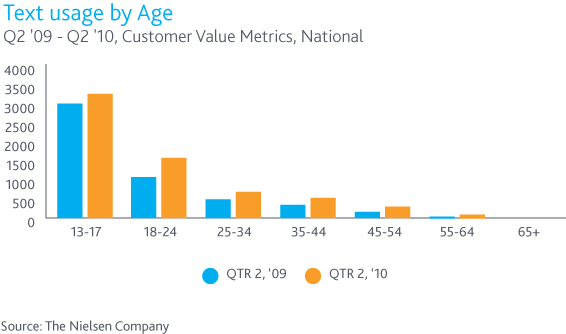 Text usage by Age
Q2 '09 - Q2 '10, Customer Value Metrics, National
4000
3500
3000
2500
2000
1500
1000
500
0
13-17 18-24 25-34 35-44 45-54 55-64 65+
QTR 2, '09 QTR 2, '10
Source: The Nielsen Company